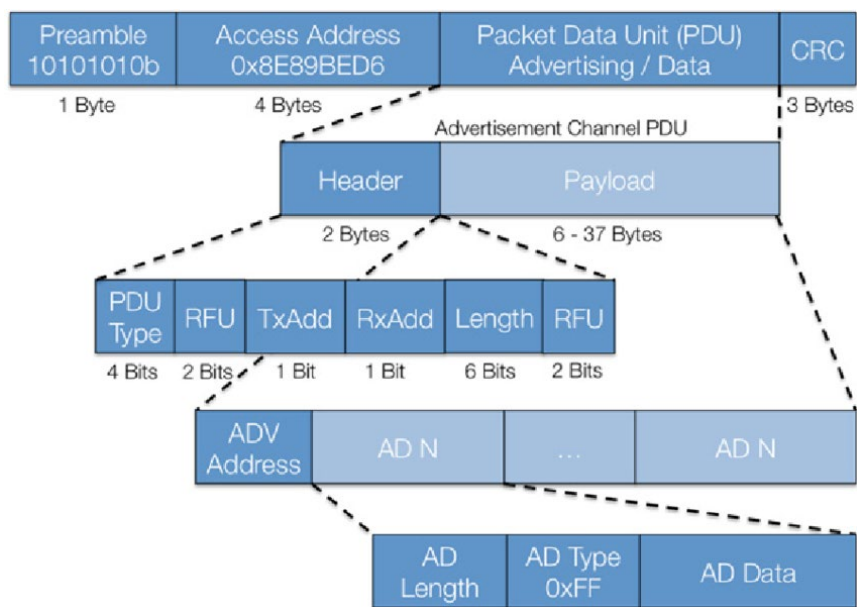 Preamble
10101010b
Access Address
0x8E89BED6
Packet Data Unit (PDU)
Advertising / Data
CRC
1 Byte
4 Bytes
3 Bytes
Advertisement Channel PDU
Header
Payload
2 Bytes
6 - 37 Bytes
PDU
Type
RFU
TxAdd
RxAdd
Length
RFU
4 Bits
2 Bits
1 Bit
1 Bit
6 Bits
2 Bits
ADV
Address
AD N
...
AD N
AD
Length
AD Type
0xFF
AD Data